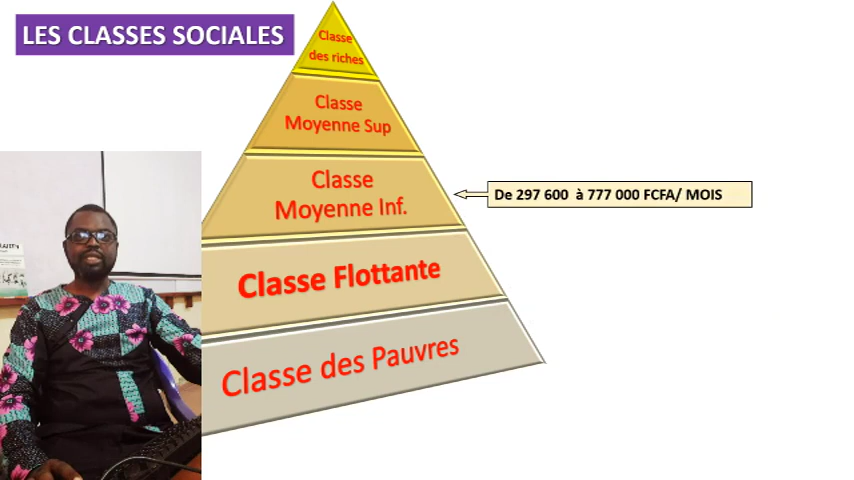 LES CLASSES SOCIALES
Classe
des riches
Classe
Moyenne Sup
Classe
Moyenne Inf.
De 297 600 à 777 000 FCFA/ MOIS
Classe Flottante
Classe des Pauvres